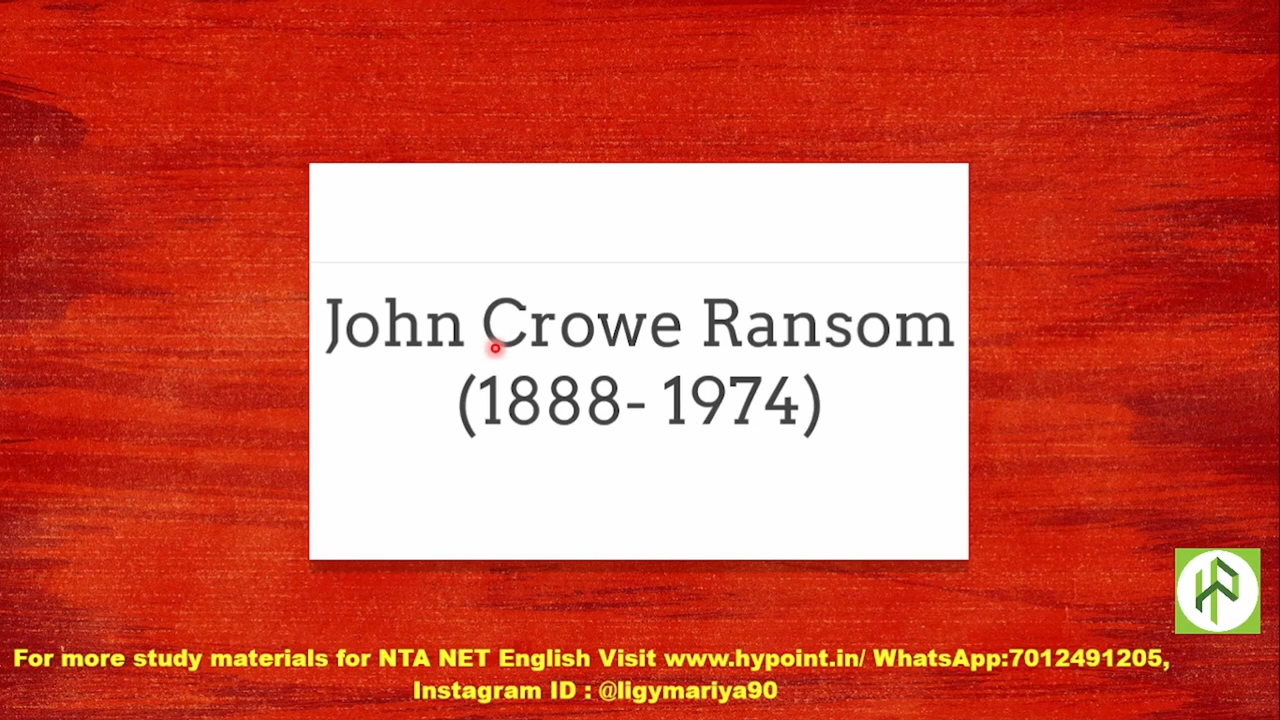 John Crowe Ransom
(1888- 1974)
For more study materials for NTA NET English Visit www.hypoint.in/ WhatsApp:7012491205,
Instagram ID : @ligymariya90